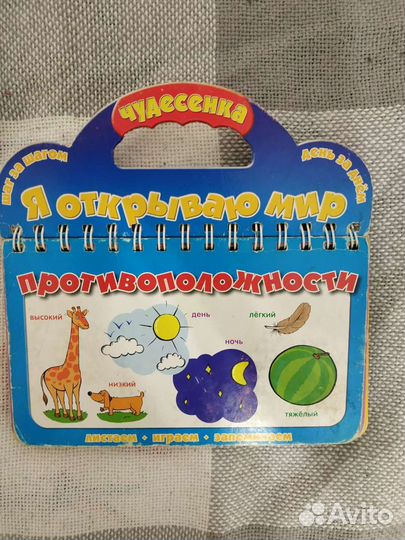 ЧУДЕСЕНКА
ШАГ ЗА ШАГОМ
ДЕНЬ ЗА ДНЁМ
Я ОТКРЫВАЮ МИР
ПРОТИВОПОЛОЖНОСТИ
ВЫСОКИЙ
ДЕНЬ
ЛЁГКИЙ
НОЧЬ
НИЗКИЙ
ТЯЖЁЛЫЙ
ЛИСТАЕМ • ИГРАЕМ • ЗАПОМИНАЕМ
Avito